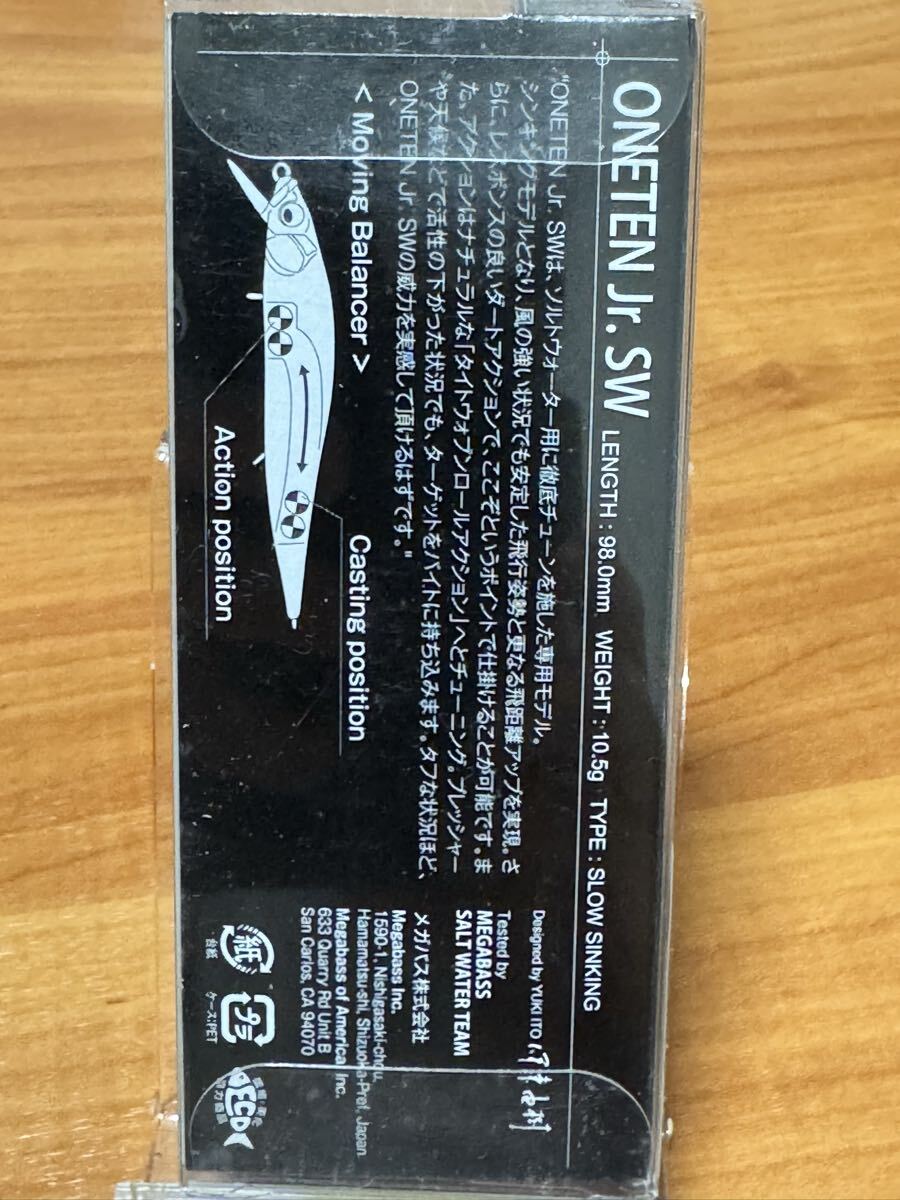 ONETEN Jr. SW LENGTH : 98.0mm WEIGHT : 10.5g TYPE : SLOW SINKING
"ONETEN Jr. SWは、ソルトウォーター用に徹底チューンを施した専用モデル。
シンキングモデルとなり、風の強い状況でも安定した飛行姿勢と更なる飛距離アップを実現。さ
らに、レスポンスの良いダートアクションで、ここぞというポイントで仕掛けることが可能です。ま
た、アクションはナチュラルな「タイトウォブンロールアクション」へとチューニング。プレッシャー
や天候などで活性の下がった状況でも、ターゲットをバイトに持ち込みます。タフな状況ほど、
ONETEN Jr. SWの威力を実感して頂けるはずです。"
< Moving Balancer >
Casting position
Action position
Designed by YUKI ITO
Tested by
MEGABASS
SALT WATER TEAM
メガバス株式会社
Megabass Inc.
1590-1, Nishigasaki-chou,
Hamamatsu-shi, Shizuoka-Pref, Japan
Megabass of America Inc.
633 Quarry Rd Unit B
San Carlos, CA 94070
紙
台紙
プラ
ケース:PET